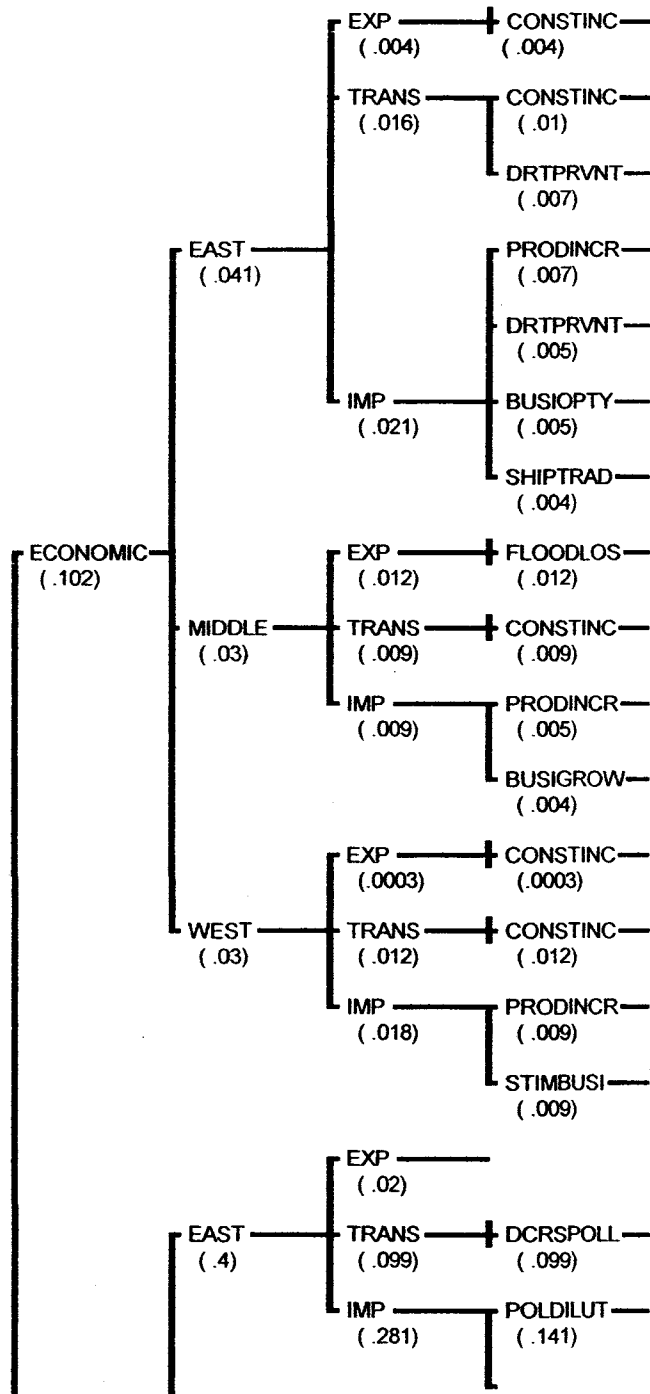 EXP CONSTINC
( .004) ( .004)
TRANS CONSTINC
( .016) ( .01)
DRTPRVNT
( .007)
EAST PRODINCR
( .041) ( .007)
DRTPRVNT
( .005)
IMP BUSIOPTY
( .021) ( .005)
SHIPTRAD
( .004)
ECONOMIC EXP FLOODLOS
( .102) ( .012) ( .012)
MIDDLE TRANS CONSTINC
( .03) ( .009) ( .009)
IMP PRODINCR
( .009) ( .005)
BUSIGROW
( .004)
EXP CONSTINC
(.0003) (.0003)
WEST TRANS CONSTINC
( .03) ( .012) ( .012)
IMP PRODINCR
( .018) ( .009)
STIMBUSI
( .009)
EXP
( .02)
EAST TRANS DCRSPOLL
( .4) ( .099) ( .099)
IMP POLDILUT
( .281) ( .141)